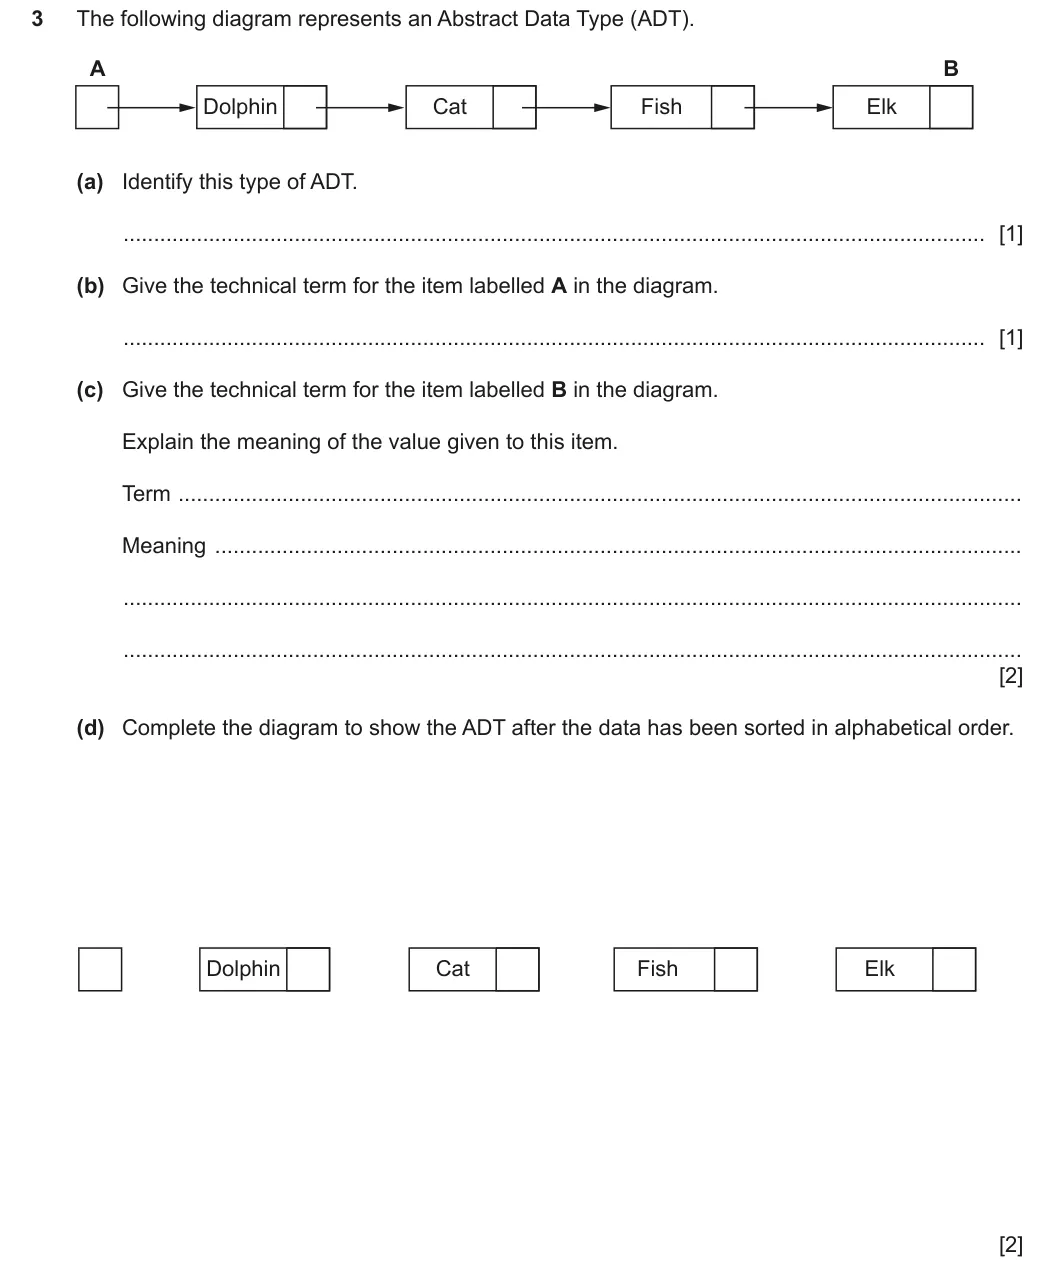 3 The following diagram represents an Abstract Data Type (ADT).
A B
Dolphin Cat Fish Elk
(a) Identify this type of ADT.
........................................................................................................................................... [1]
(b) Give the technical term for the item labelled A in the diagram.
........................................................................................................................................... [1]
(c) Give the technical term for the item labelled B in the diagram.
Explain the meaning of the value given to this item.
Term ........................................................................................................................................
Meaning ..................................................................................................................................
.................................................................................................................................................
.................................................................................................................................................
[2]
(d) Complete the diagram to show the ADT after the data has been sorted in alphabetical order.
Dolphin Cat Fish Elk
[2]